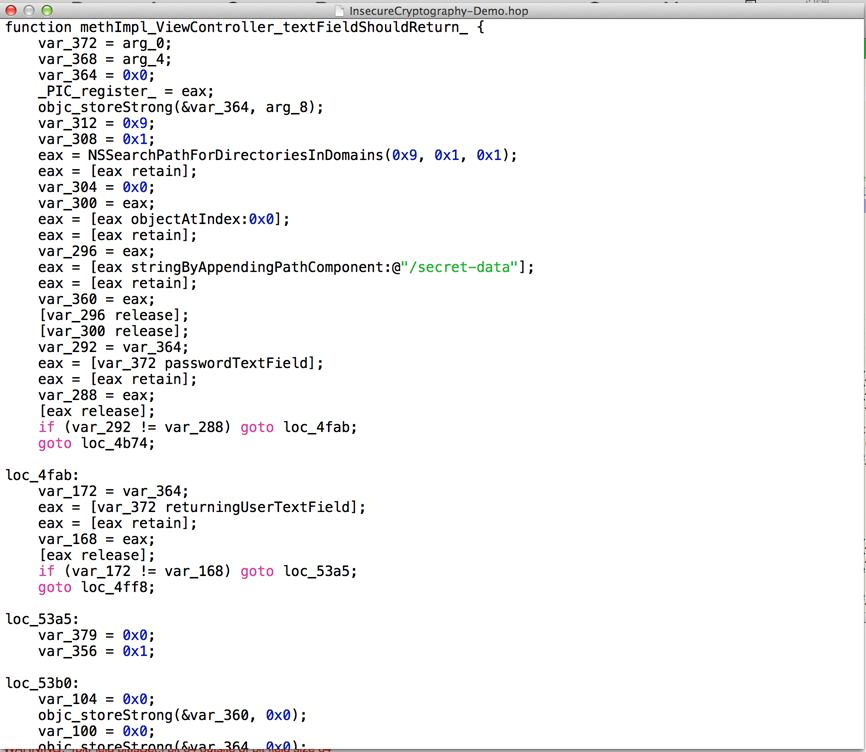 InsecureCryptography-Demo.hop
function methImpl_ViewController_textFieldShouldReturn_ {
var_372 = arg_0;
var_368 = arg_4;
var_364 = 0x0;
_PIC_register_ = eax;
objc_storeStrong(&var_364, arg_8);
var_312 = 0x9;
var_308 = 0x1;
eax = NSSearchPathForDirectoriesInDomains(0x9, 0x1, 0x1);
eax = [eax retain];
var_304 = 0x0;
var_300 = eax;
eax = [eax objectAtIndex:0x0];
eax = [eax retain];
var_296 = eax;
eax = [eax stringByAppendingPathComponent:@"/secret-data"];
eax = [eax retain];
var_360 = eax;
[var_296 release];
[var_300 release];
var_292 = var_364;
eax = [var_372 passwordTextField];
eax = [eax retain];
var_288 = eax;
[eax release];
if (var_292 != var_288) goto loc_4fab;
goto loc_4b74;
loc_4fab:
var_172 = var_364;
eax = [var_372 returningUserTextField];
eax = [eax retain];
var_168 = eax;
[eax release];
if (var_172 != var_168) goto loc_53a5;
goto loc_4ff8;
loc_53a5:
var_379 = 0x0;
var_356 = 0x1;
loc_53b0:
var_104 = 0x0;
objc_storeStrong(&var_360, 0x0);
var_100 = 0x0;
objc_storeStrong(&var_364, 0x0);